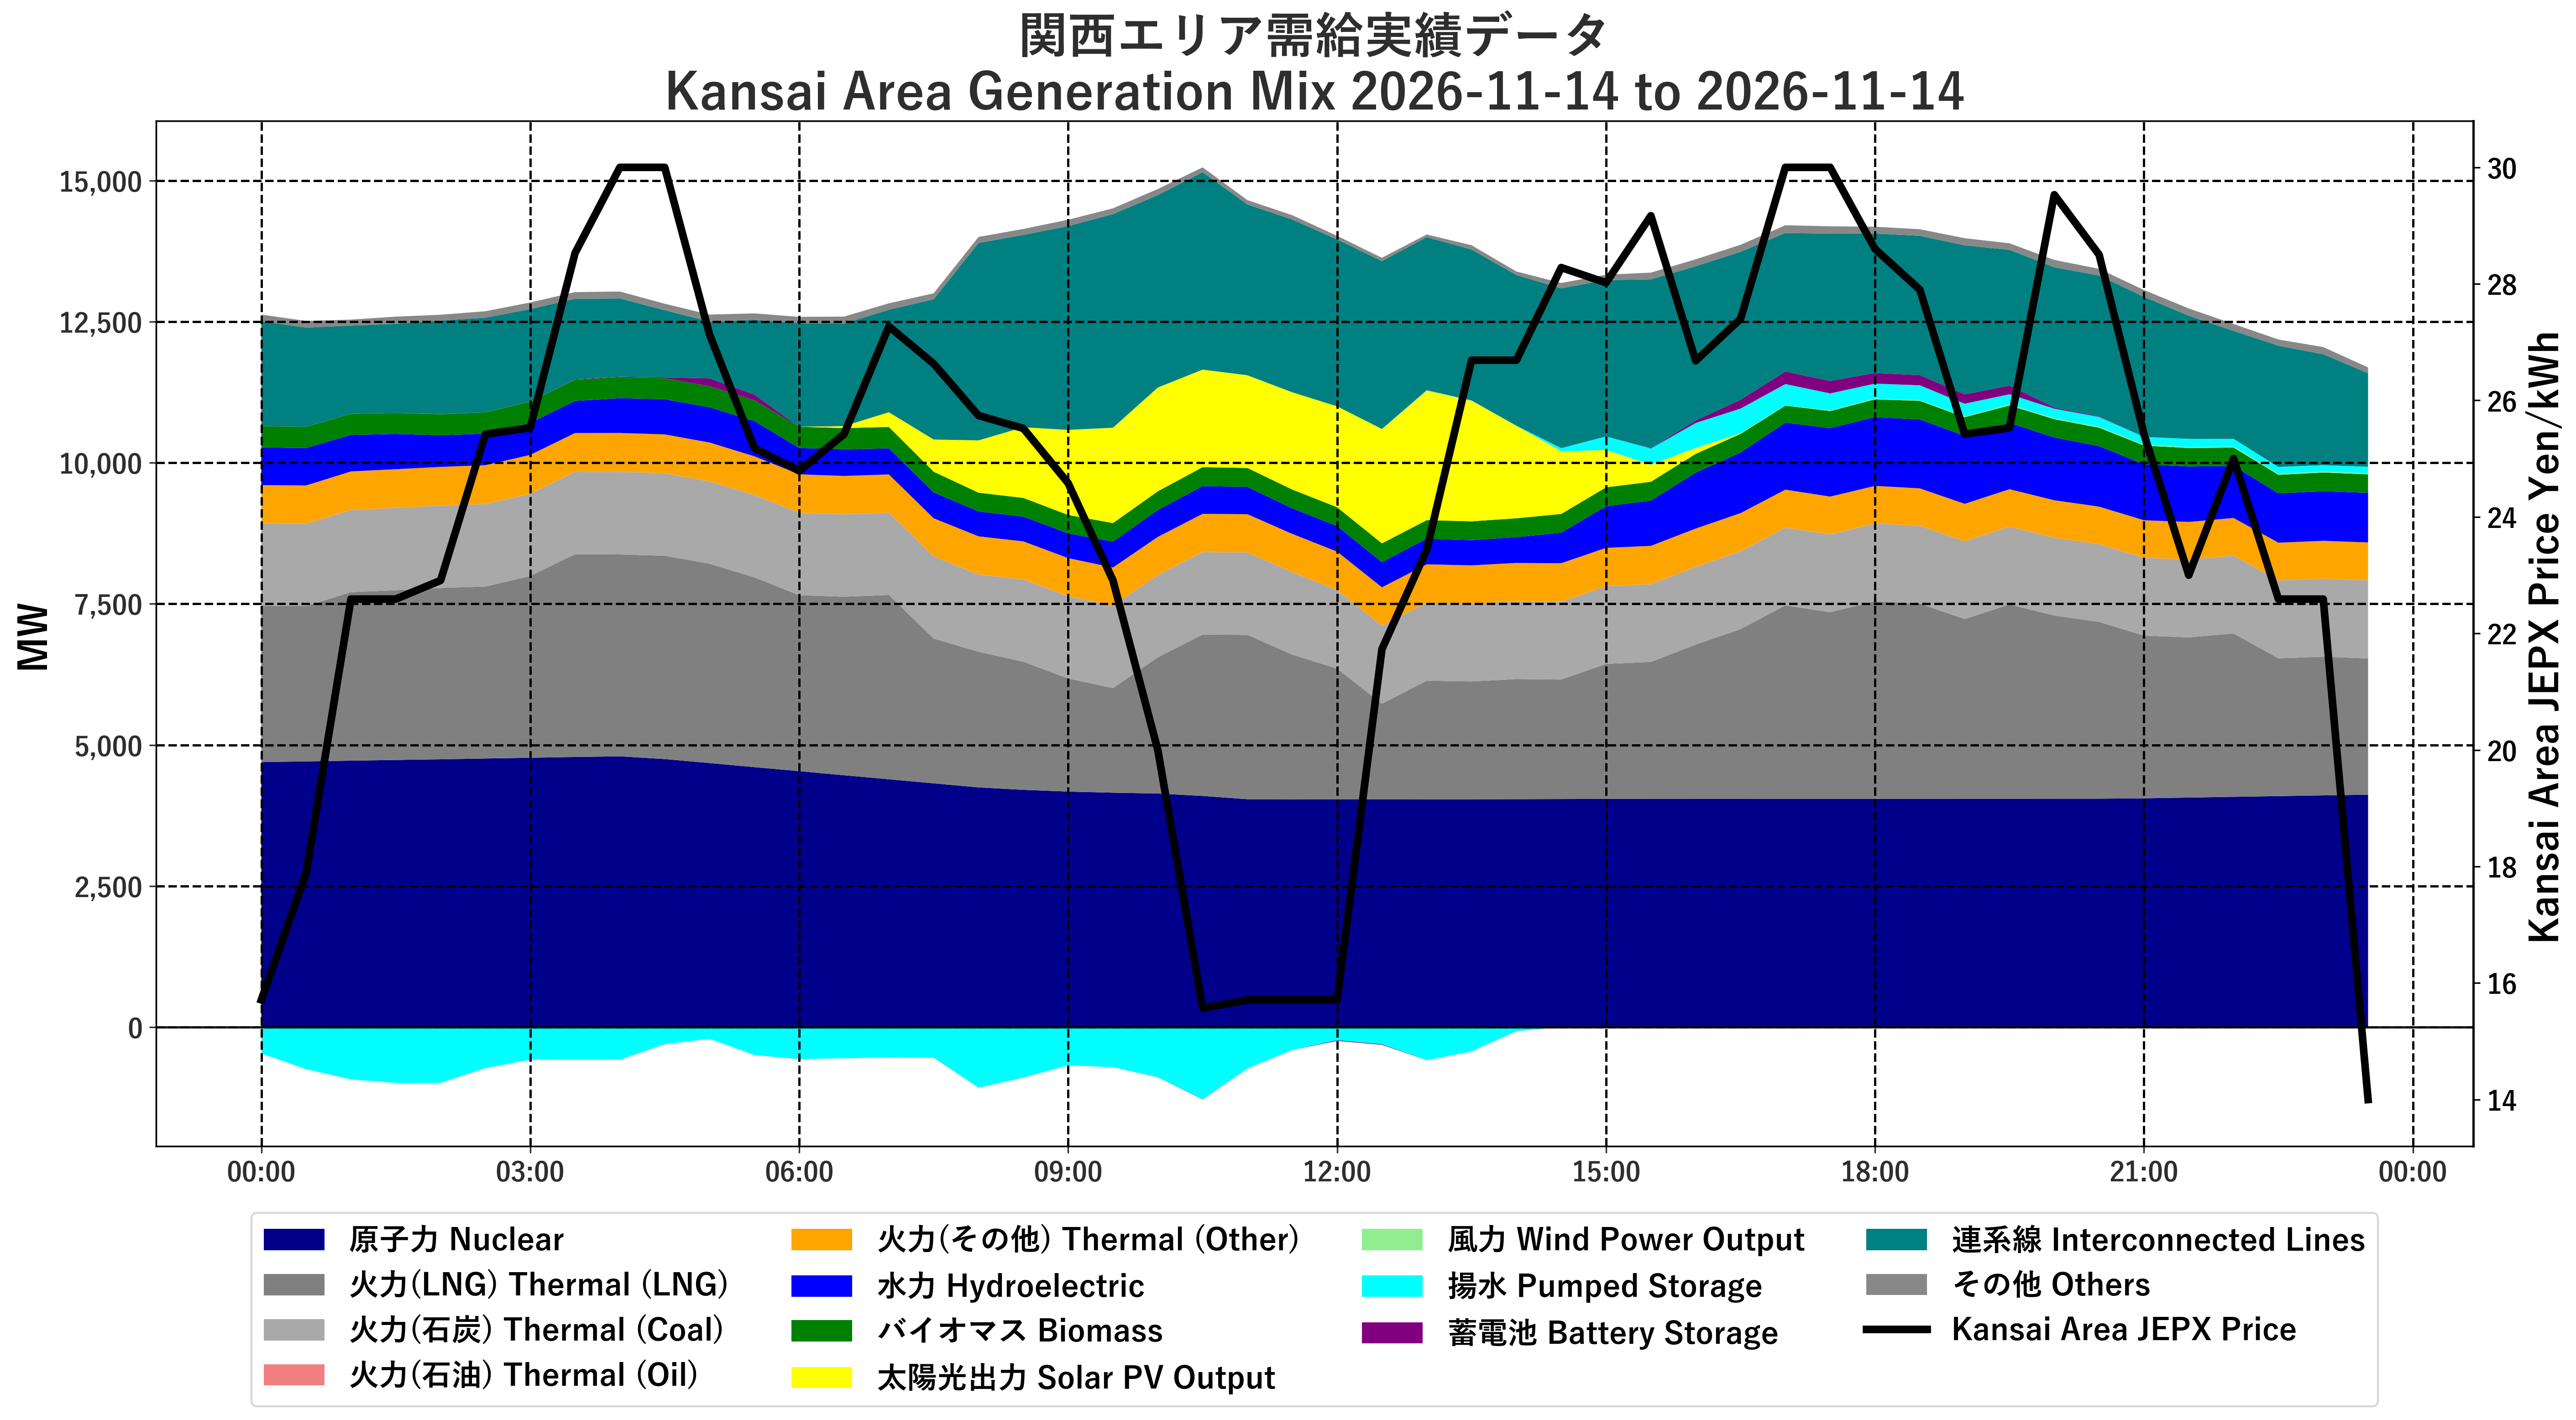 関西エリア需給実績データ
Kansai Area Generation Mix 2026-11-14 to 2026-11-14
15,000
12,500
10,000
7,500
5,000
2,500
0
MW
30
28
26
24
22
20
18
16
14
Kansai Area JEPX Price Yen/kWh
00:00 03:00 06:00 09:00 12:00 15:00 18:00 21:00 00:00
原子力 Nuclear
火力(LNG) Thermal (LNG)
火力(石炭) Thermal (Coal)
火力(石油) Thermal (Oil)
火力(その他) Thermal (Other)
水力 Hydroelectric
バイオマス Biomass
太陽光出力 Solar PV Output
風力 Wind Power Output
揚水 Pumped Storage
蓄電池 Battery Storage
連系線 Interconnected Lines
その他 Others
Kansai Area JEPX Price